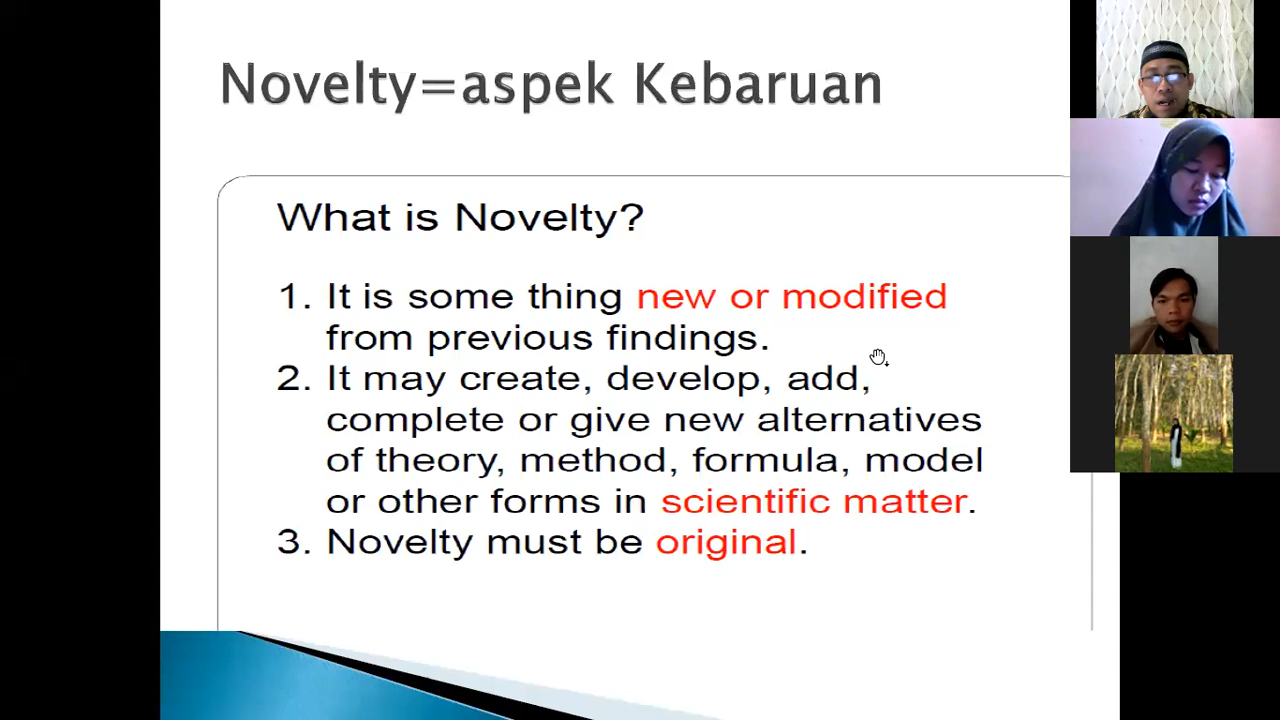 Novelty=aspek Kebaruan
What is Novelty?
1. It is some thing new or modified
from previous findings.
2. It may create, develop, add,
complete or give new alternatives
of theory, method, formula, model
or other forms in scientific matter.
3. Novelty must be original.